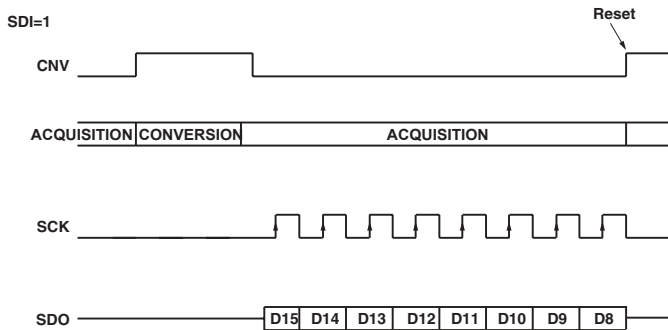 Reset
SDI=1
CNV
ACQUISITION CONVERSION ACQUISITION
SCK
SDO D15 D14 D13 D12 D11 D10 D9 D8